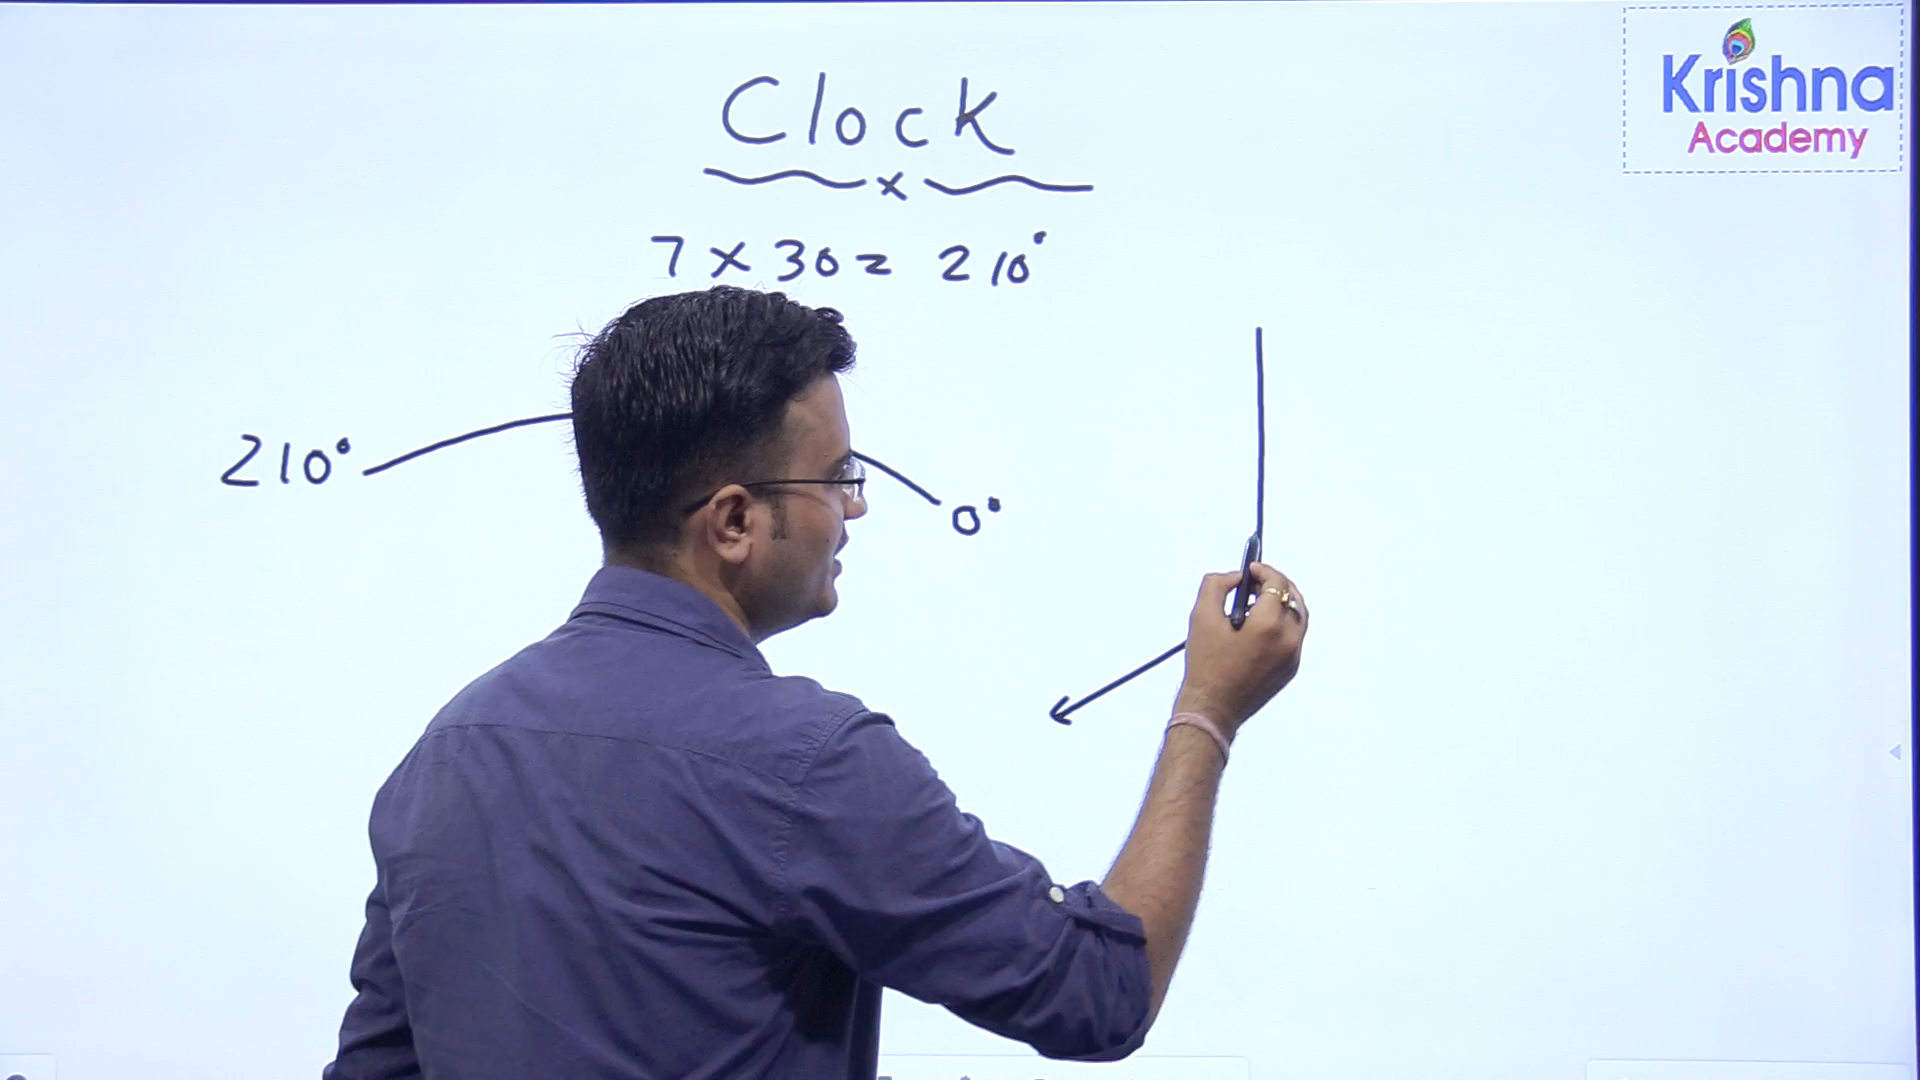 Krishna
Academy
Clock
x
7 x 30 = 210°
210°
0°